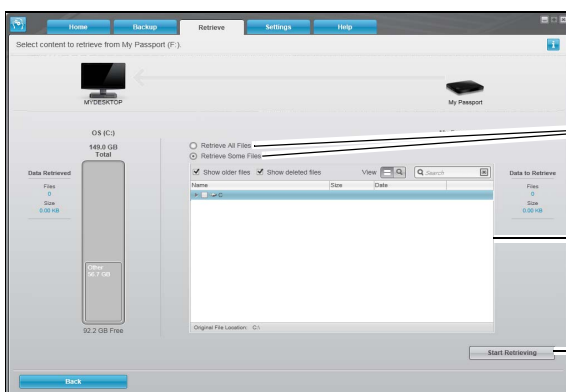 Home Backup Retrieve Settings Help
Select content to retrieve from My Passport (F:).
MYDESKTOP
My Passport
OS (C:)
149.0 GB
Total
Retrieve All Files
Retrieve Some Files
Data Retrieved
Show older files Show deleted files View Search
Data to Retrieve
Files
0
Size
0.00 KB
Name Size Date
C
Files
0
Size
0.00 KB
Other
56.7 GB
92.2 GB Free
Original File Location: C:\
Start Retrieving
Back